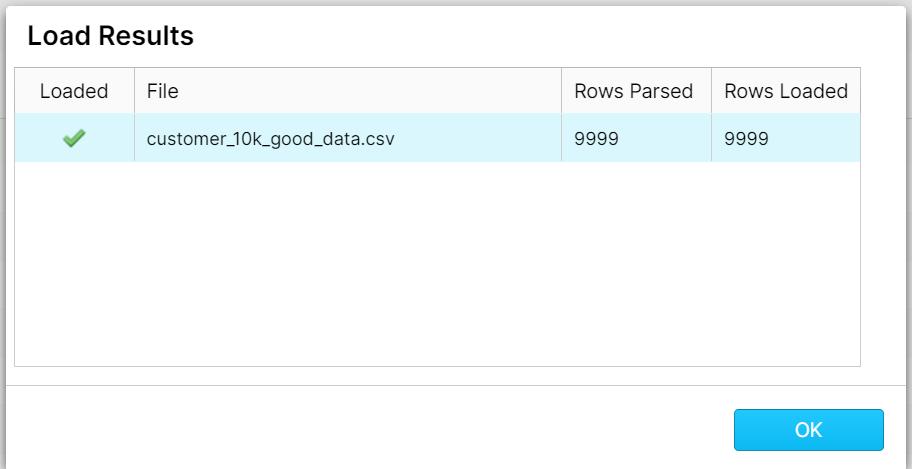 Load Results
Loaded File Rows Parsed Rows Loaded
customer_10k_good_data.csv 9999 9999
OK